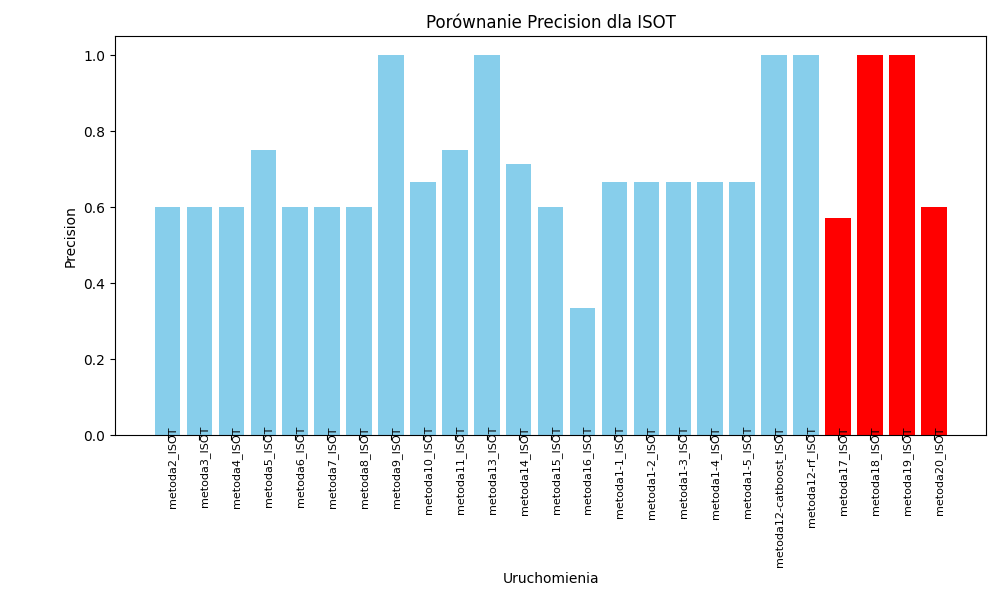 Porównanie Precision dla ISOT
Precision
1.0
0.8
0.6
0.4
0.2
0.0
metoda2_ISOT
metoda3_ISOT
metoda4_ISOT
metoda5_ISOT
metoda6_ISOT
metoda7_ISOT
metoda8_ISOT
metoda9_ISOT
metoda10_ISOT
metoda11_ISOT
metoda13_ISOT
metoda14_ISOT
metoda15_ISOT
metoda16_ISOT
metoda1-1_ISOT
metoda1-2_ISOT
metoda1-3_ISOT
metoda1-4_ISOT
metoda1-5_ISOT
metoda12-catboost_ISOT
metoda12-rf_ISOT
metoda17_ISOT
metoda18_ISOT
metoda19_ISOT
metoda20_ISOT
Uruchomienia